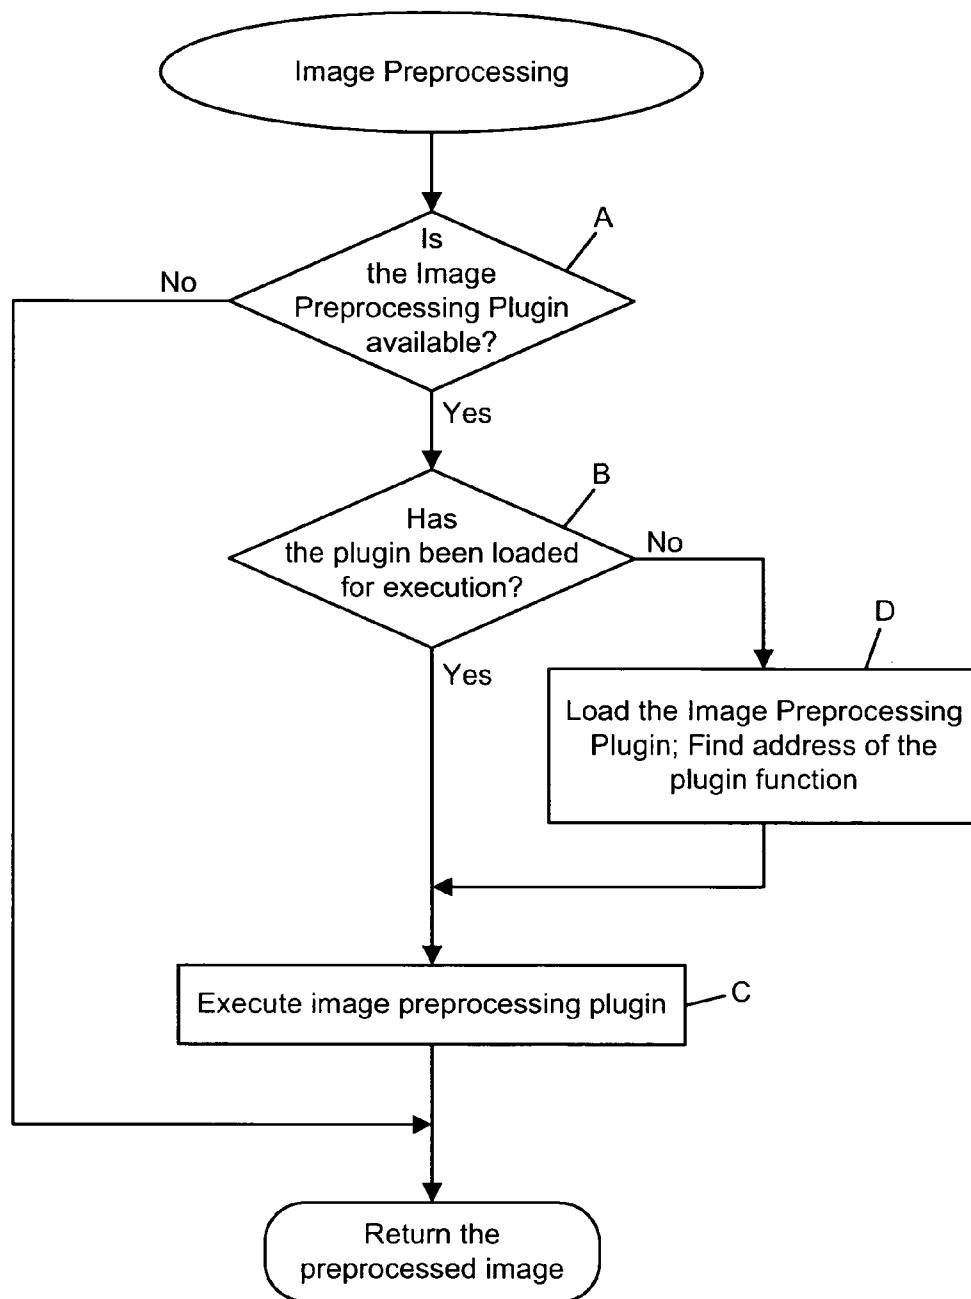 Image Preprocessing
A
Is
the Image
Preprocessing Plugin
available?
No
Yes
B
Has
the plugin been loaded
for execution?
No
Yes
D
Load the Image Preprocessing
Plugin; Find address of the
plugin function
Execute image preprocessing plugin
C
Return the
preprocessed image